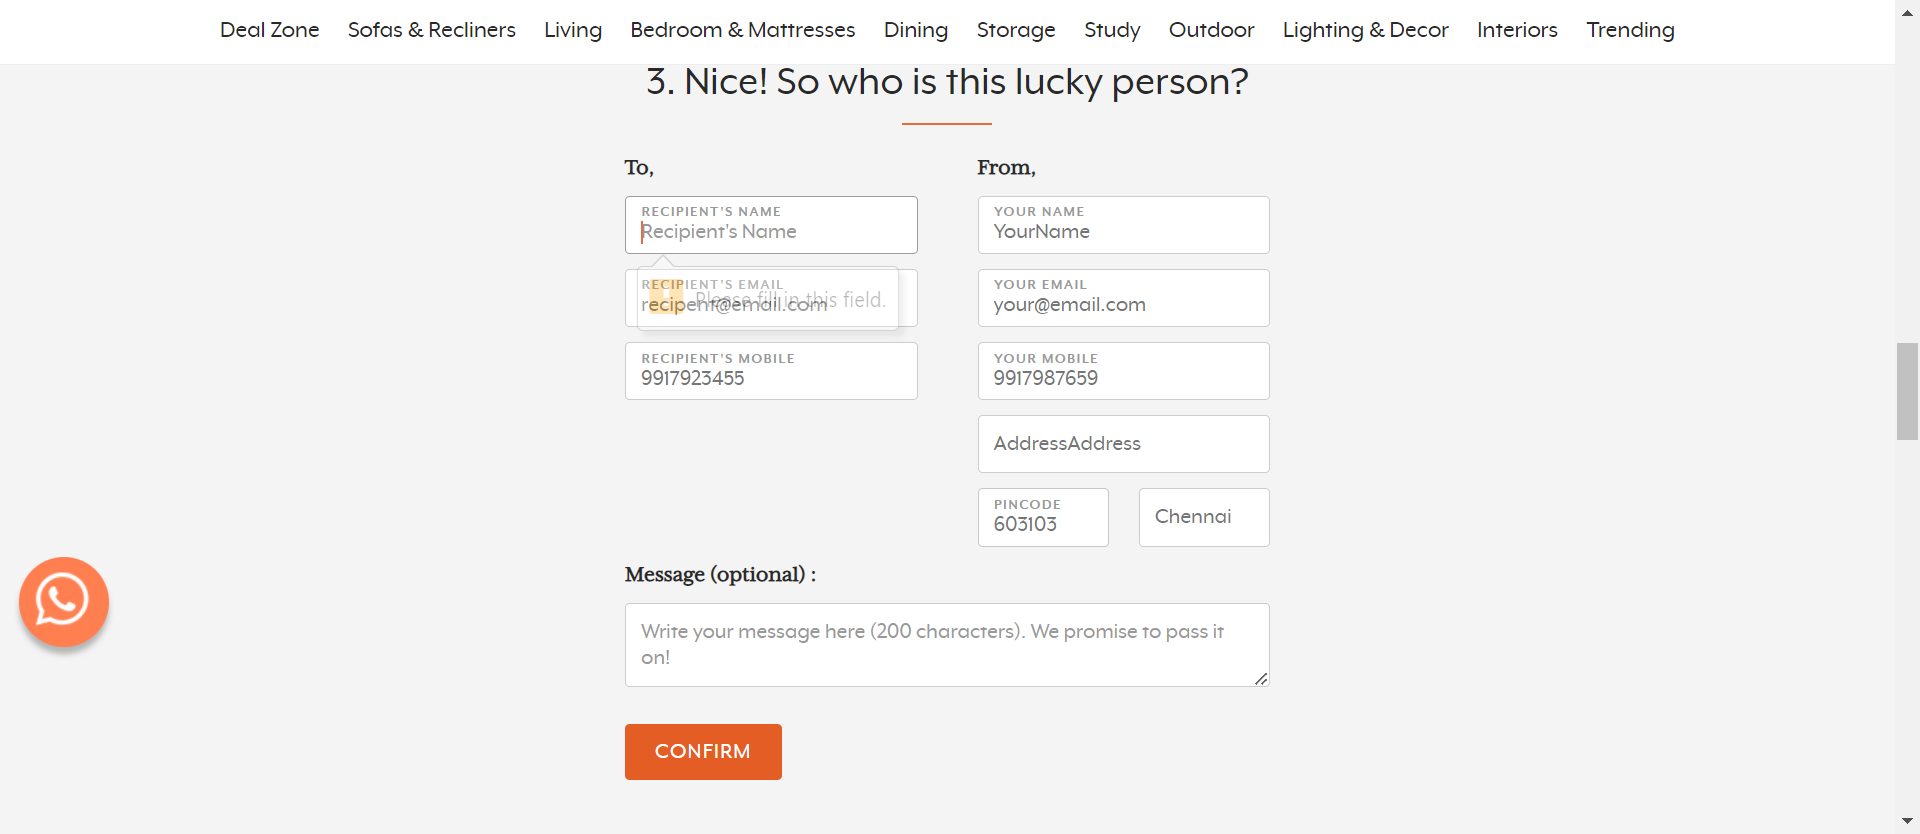 Deal Zone Sofas & Recliners Living Bedroom & Mattresses Dining Storage Study Outdoor Lighting & Decor Interiors Trending
3. Nice! So who is this lucky person?
To,
RECIPIENT'S NAME
Recipient's Name
RECIPIENT'S EMAIL
recipent@email.com
Please fill in this field.
RECIPIENT'S MOBILE
9917923455
From,
YOUR NAME
YourName
YOUR EMAIL
your@email.com
YOUR MOBILE
9917987659
AddressAddress
PINCODE
603103
Chennai
Message (optional) :
Write your message here (200 characters). We promise to pass it
on!
CONFIRM